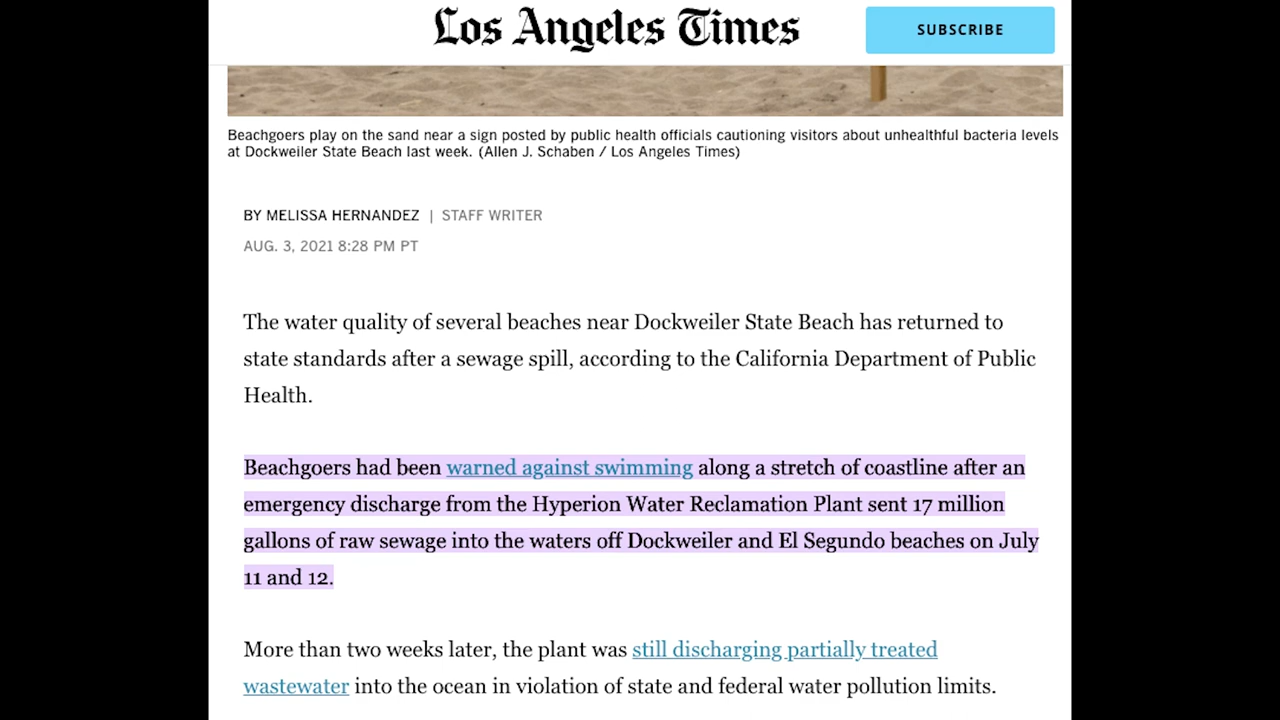 Los Angeles Times
SUBSCRIBE
Beachgoers play on the sand near a sign posted by public health officials cautioning visitors about unhealthful bacteria levels
at Dockweiler State Beach last week. (Allen J. Schaben / Los Angeles Times)
BY MELISSA HERNANDEZ | STAFF WRITER
AUG. 3, 2021 8:28 PM PT
The water quality of several beaches near Dockweiler State Beach has returned to
state standards after a sewage spill, according to the California Department of Public
Health.
Beachgoers had been warned against swimming along a stretch of coastline after an
emergency discharge from the Hyperion Water Reclamation Plant sent 17 million
gallons of raw sewage into the waters off Dockweiler and El Segundo beaches on July
11 and 12.
More than two weeks later, the plant was still discharging partially treated
wastewater into the ocean in violation of state and federal water pollution limits.